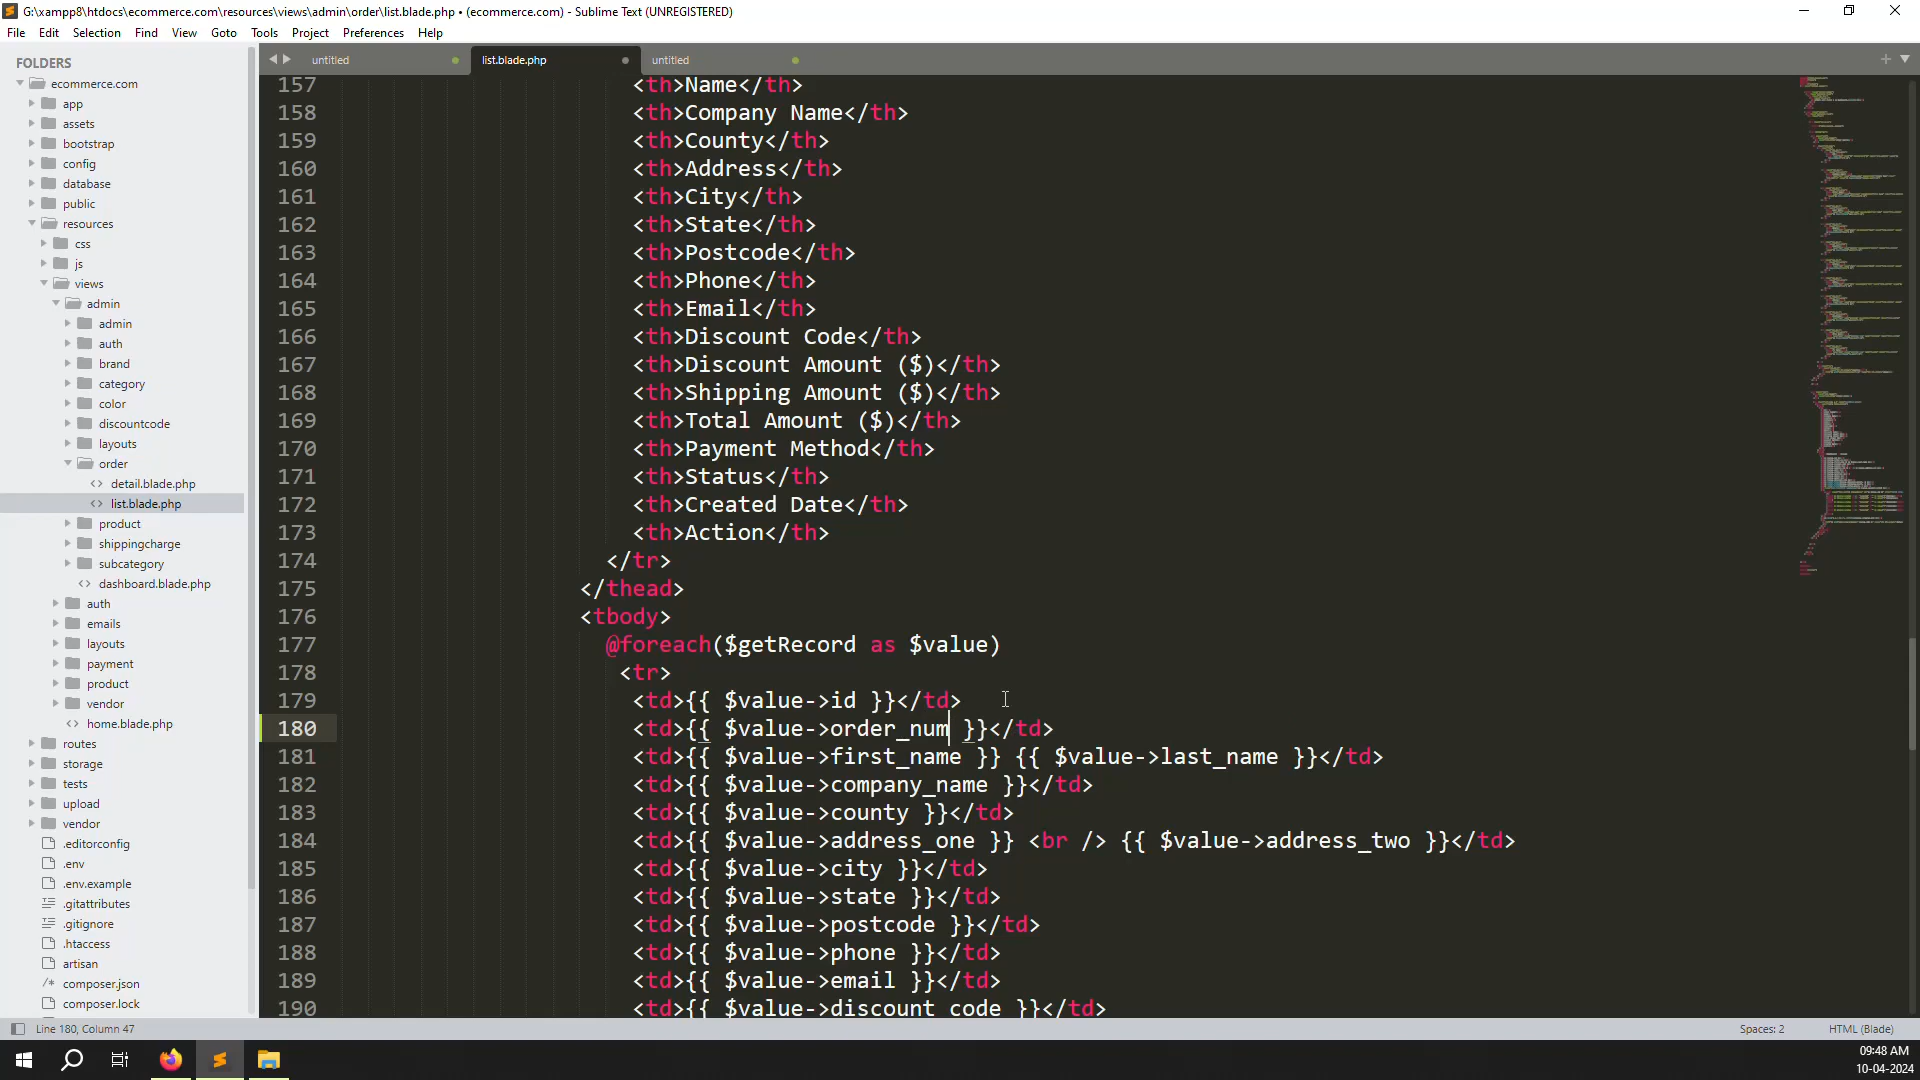 G:\xampp8\htdocs\ecommerce.com\resources\views\admin\order\list.blade.php • (ecommerce.com) - Sublime Text (UNREGISTERED)
File Edit Selection Find View Goto Tools Project Preferences Help
FOLDERS
ecommerce.com
app
assets
bootstrap
config
database
public
resources
css
js
views
admin
admin
auth
brand
category
color
discountcode
layouts
order
detail.blade.php
list.blade.php
product
shippingcharge
subcategory
dashboard.blade.php
auth
emails
layouts
payment
product
vendor
home.blade.php
routes
storage
tests
upload
vendor
.editorconfig
.env
.env.example
.gitattributes
.gitignore
.htaccess
artisan
composer.json
composer.lock
untitled list.blade.php untitled
157 <th>Name</th>
158 <th>Company Name</th>
159 <th>County</th>
160 <th>Address</th>
161 <th>City</th>
162 <th>State</th>
163 <th>Postcode</th>
164 <th>Phone</th>
165 <th>Email</th>
166 <th>Discount Code</th>
167 <th>Discount Amount ($)</th>
168 <th>Shipping Amount ($)</th>
169 <th>Total Amount ($)</th>
170 <th>Payment Method</th>
171 <th>Status</th>
172 <th>Created Date</th>
173 <th>Action</th>
174 </tr>
175 </thead>
176 <tbody>
177 @foreach($getRecord as $value)
178 <tr>
179 <td>{{ $value->id }}</td>
180 <td>{{ $value->order_num }}</td>
181 <td>{{ $value->first_name }} {{ $value->last_name }}</td>
182 <td>{{ $value->company_name }}</td>
183 <td>{{ $value->county }}</td>
184 <td>{{ $value->address_one }} <br /> {{ $value->address_two }}</td>
185 <td>{{ $value->city }}</td>
186 <td>{{ $value->state }}</td>
187 <td>{{ $value->postcode }}</td>
188 <td>{{ $value->phone }}</td>
189 <td>{{ $value->email }}</td>
190 <td>{{ $value->discount_code }}</td>
Line 180, Column 47
Spaces: 2 HTML (Blade)
09:48 AM
10-04-2024